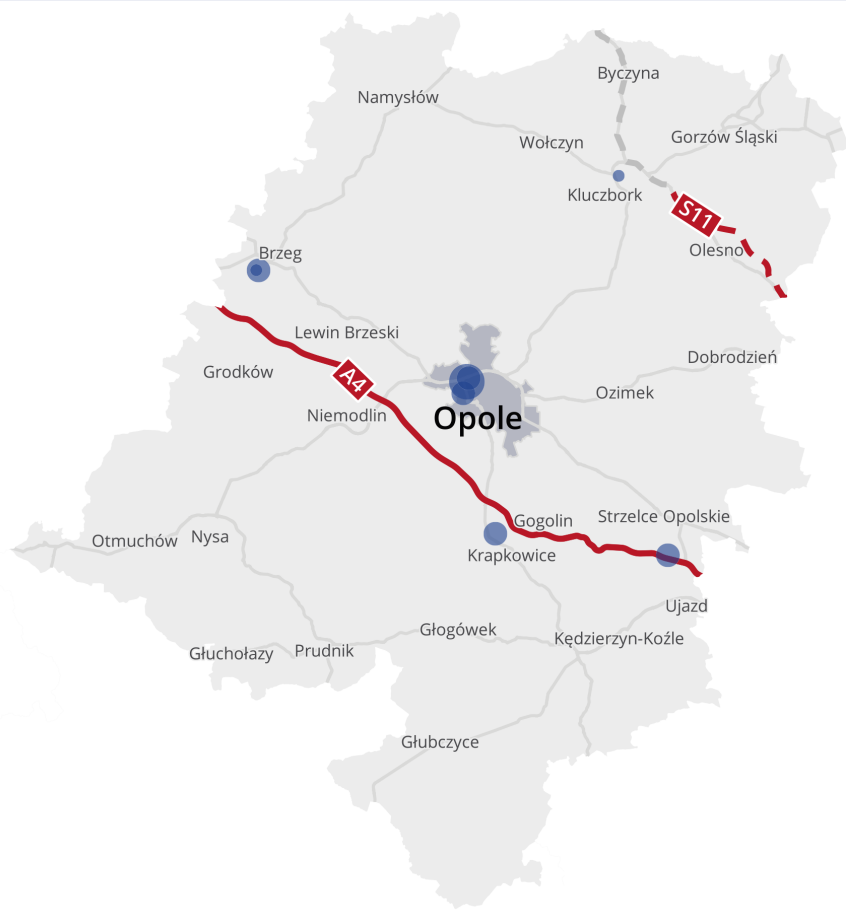 Byczyna
Namysłów
Wołczyn
Gorzów Śląski
Kluczbork
S11
Olesno
Brzeg
Lewin Brzeski
Dobrodzień
Grodków
A4
Ozimek
Niemodlin
Opole
Gogolin
Strzelce Opolskie
Otmuchów
Nysa
Krapkowice
Ujazd
Głogówek
Kędzierzyn-Koźle
Głuchołazy
Prudnik
Głubczyce